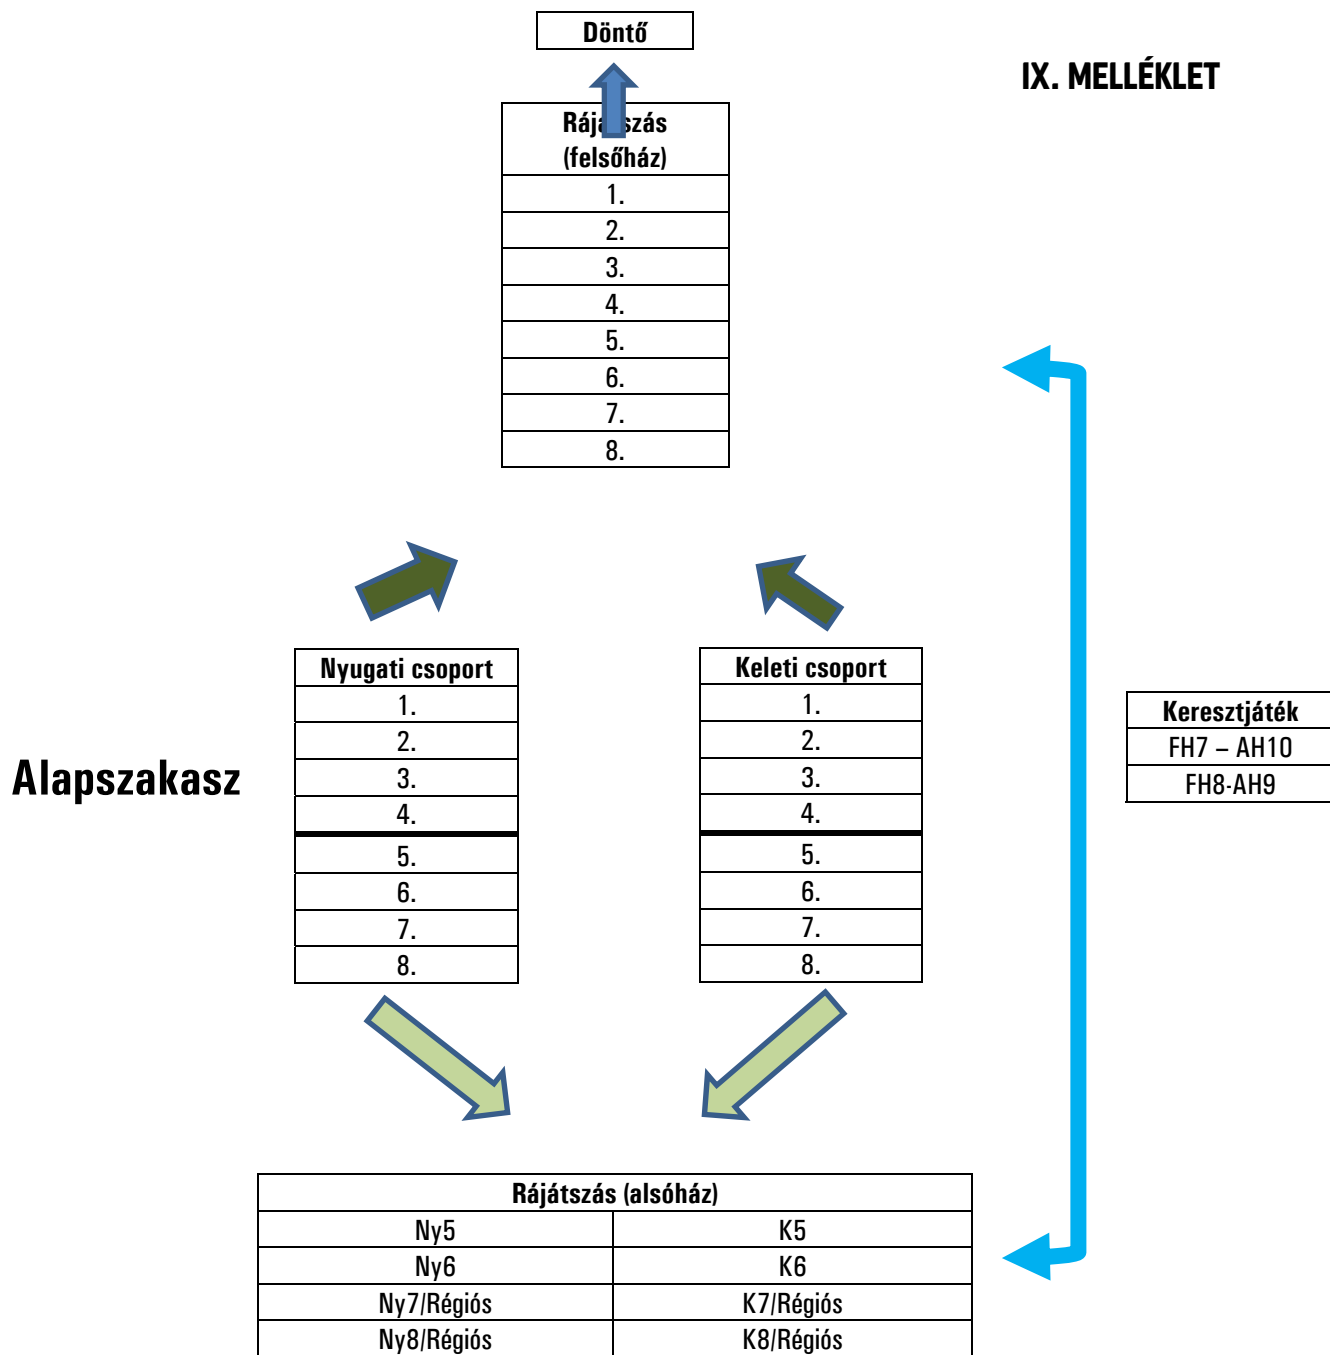 Döntő
IX. MELLÉKLET
Ráj szás
(felsőház)
1.
2.
3.
4.
5.
6.
7.
8.
Nyugati csoport
1.
2.
3.
4.
5.
6.
7.
8.
Keleti csoport
1.
2.
3.
4.
5.
6.
7.
8.
Alapszakasz
Keresztjáték
FH7 – AH10
FH8-AH9
Rájátszás (alsóház)
Ny5 K5
Ny6 K6
Ny7/Régiós K7/Régiós
Ny8/Régiós K8/Régiós